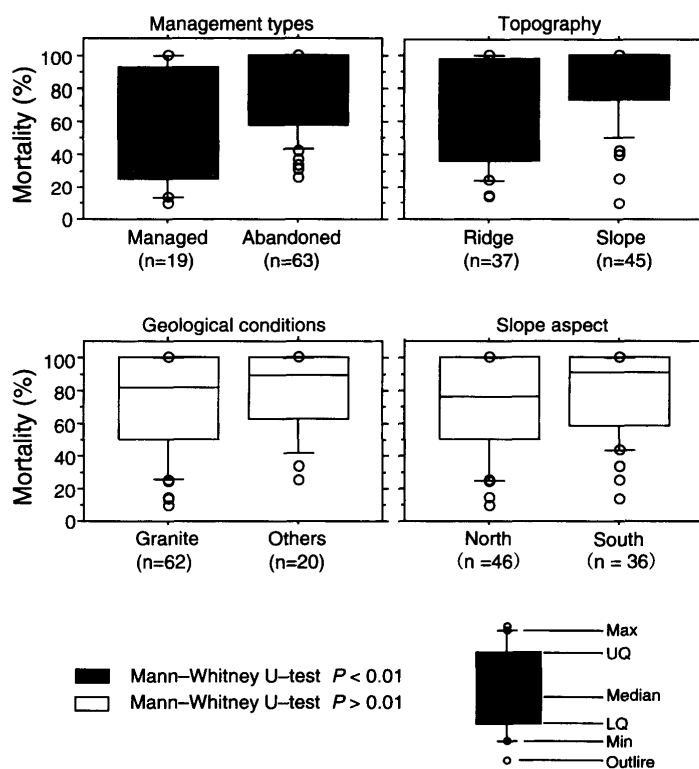 Management types
Topography
Mortality (%)
100
80
60
40
20
0
Managed
Abandoned
(n=19)
(n=63)
Ridge
Slope
(n=37)
(n=45)
Geological conditions
Slope aspect
Mortality (%)
100
80
60
40
20
0
Granite
Others
(n=62)
(n=20)
North
South
(n =46)
(n = 36)
Mann–Whitney U–test P < 0.01
Mann–Whitney U–test P > 0.01
Max
UQ
Median
LQ
Min
Outlire